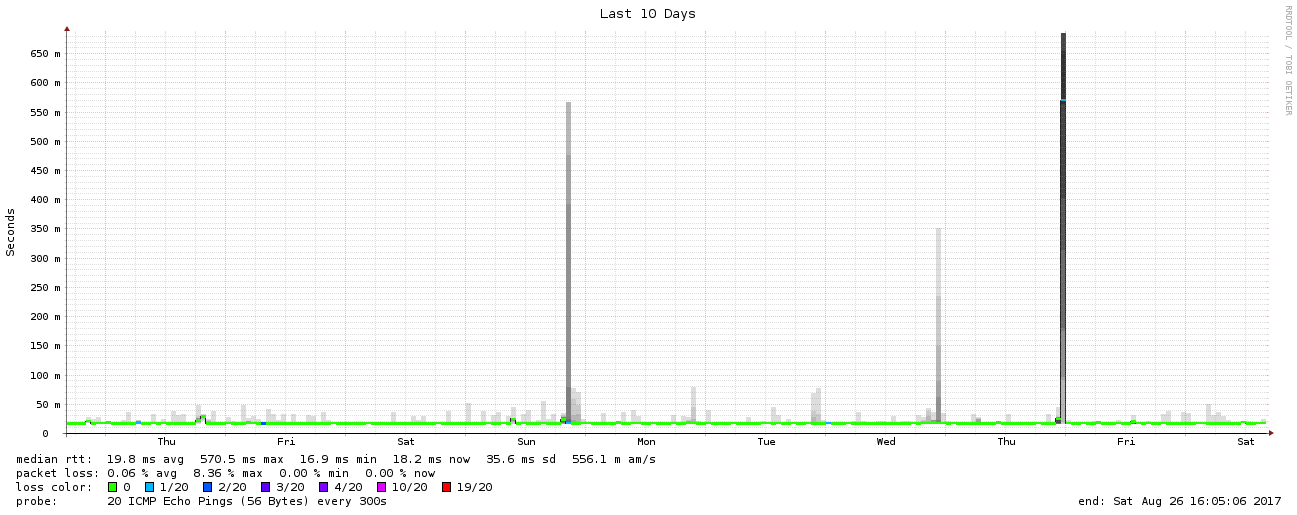 Last 10 Days
RRDTOOL / TOBI OETIKER
Seconds
650 m
600 m
550 m
500 m
450 m
400 m
350 m
300 m
250 m
200 m
150 m
100 m
50 m
0
Thu Fri Sat Sun Mon Tue Wed Thu Fri Sat
median rtt: 19.8 ms avg 570.5 ms max 16.9 ms min 18.2 ms now 35.6 ms sd 556.1 m am/s
packet loss: 0.06 % avg 8.36 % max 0.00 % min 0.00 % now
loss color: 0 1/20 2/20 3/20 4/20 10/20 19/20
probe: 20 ICMP Echo Pings (56 Bytes) every 300s end: Sat Aug 26 16:05:06 2017